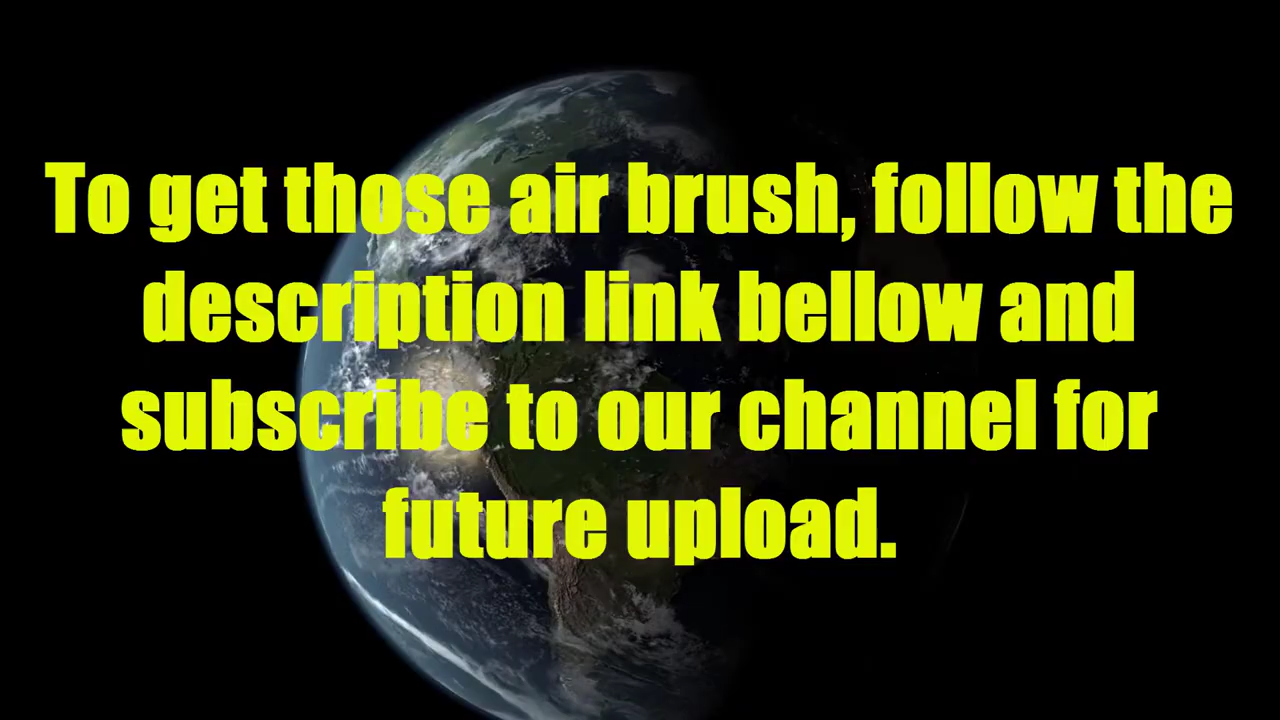 To get those air brush, follow the
description link bellow and
subscribe to our channel for
future upload.